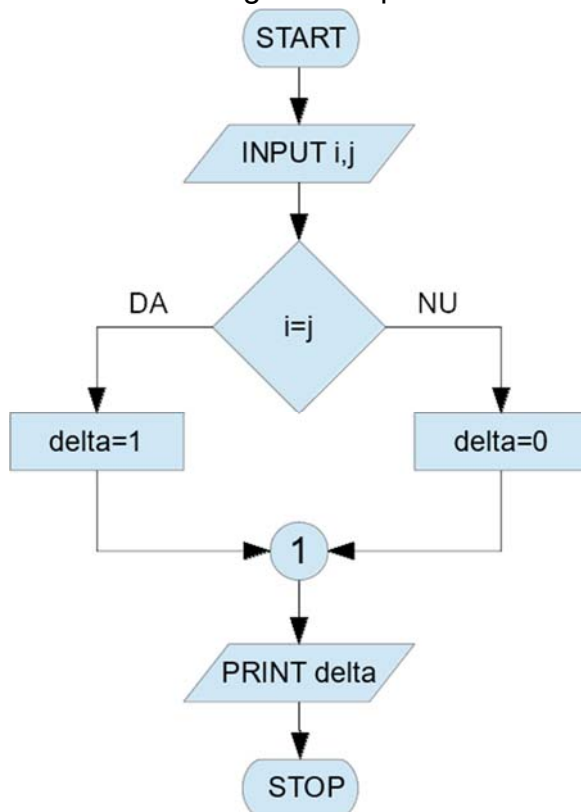 START
INPUT i,j
DA
NU
i=j
delta=1
delta=0
1
PRINT delta
STOP